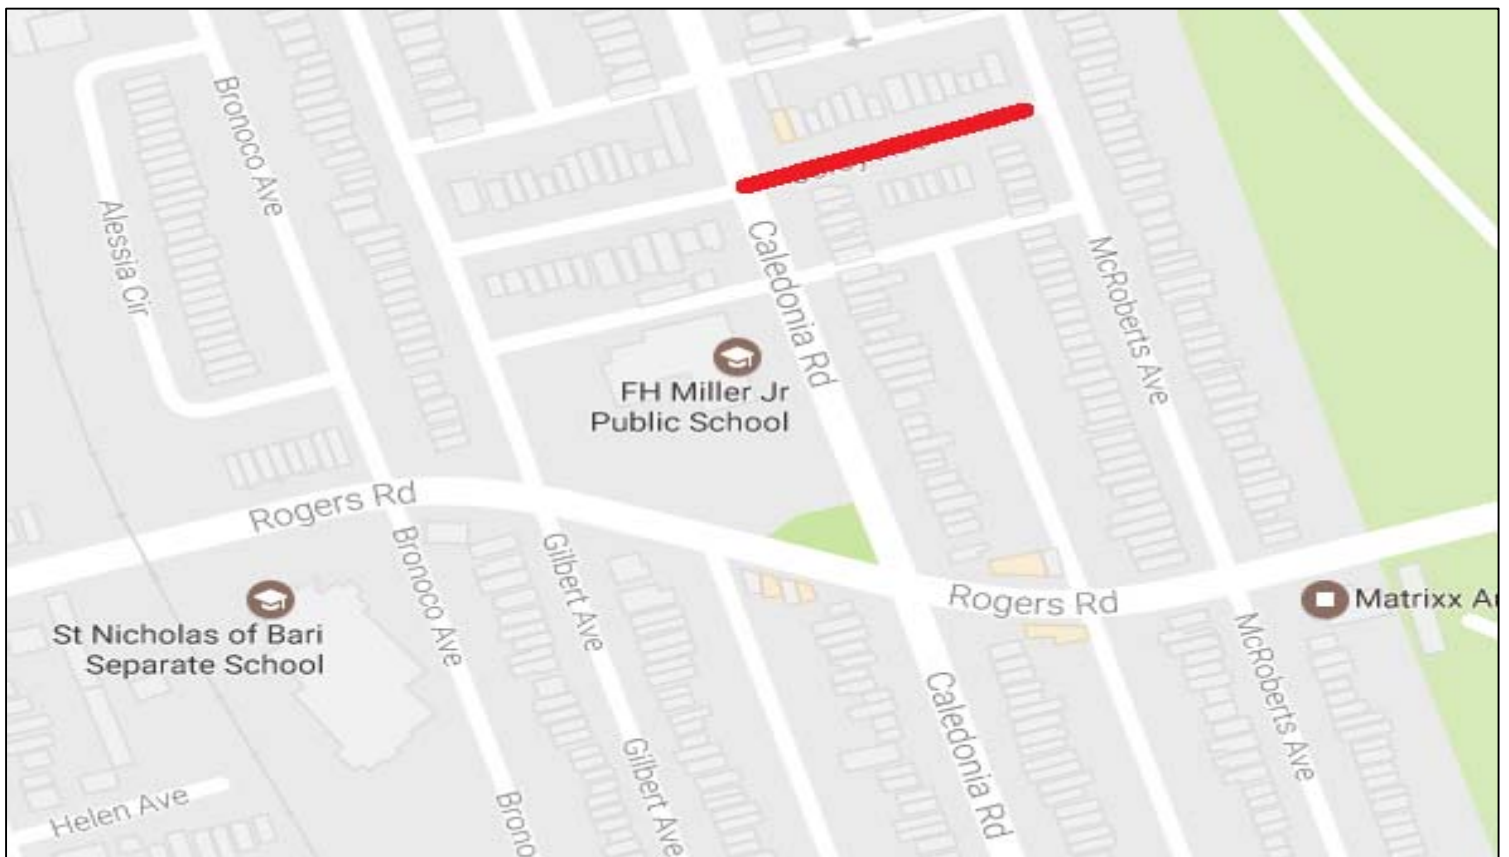 Bronoco Ave
Alessia Cir
Caledonia Rd
McRoberts Ave
FH Miller Jr
Public School
Rogers Rd
Bronoco Ave
Gilbert Ave
Rogers Rd
Matrixx
St Nicholas of Bari
Separate School
McRoberts Ave
Caledonia Rd
Gilbert Ave
Helen Ave
Brono